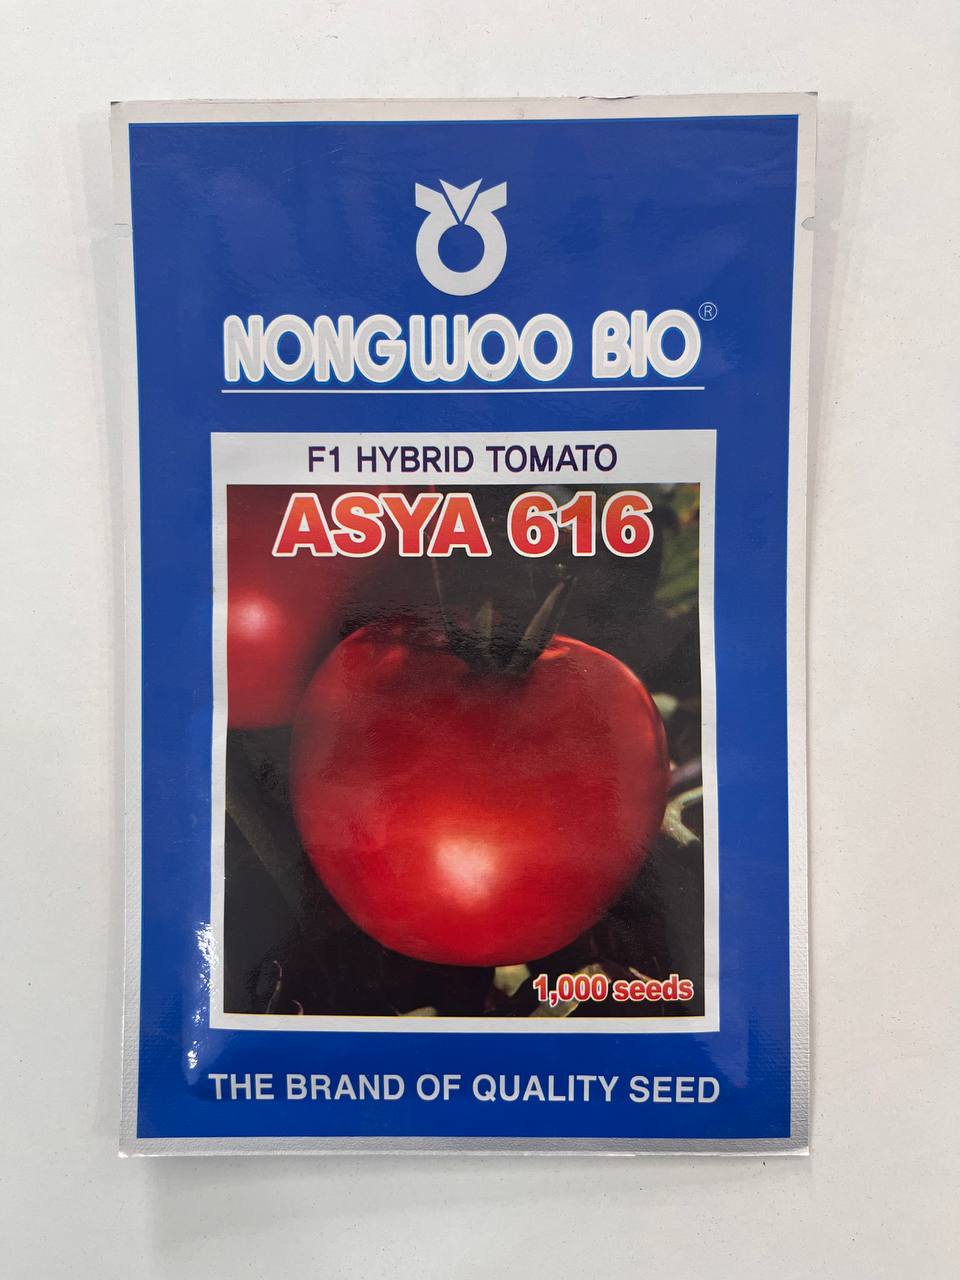 NONGWOO BIO®
F1 HYBRID TOMATO
ASYA 616
1,000 seeds
THE BRAND OF QUALITY SEED